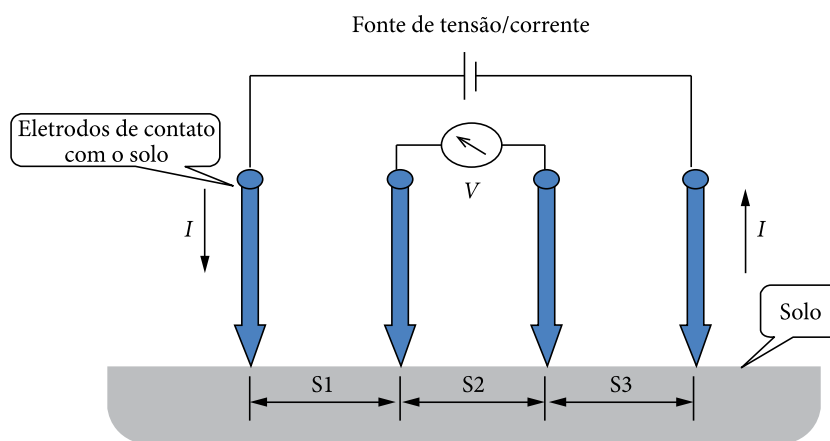 Fonte de tensão/corrente
Eletrodos de contato
com o solo
V
I
I
Solo
S1
S2
S3